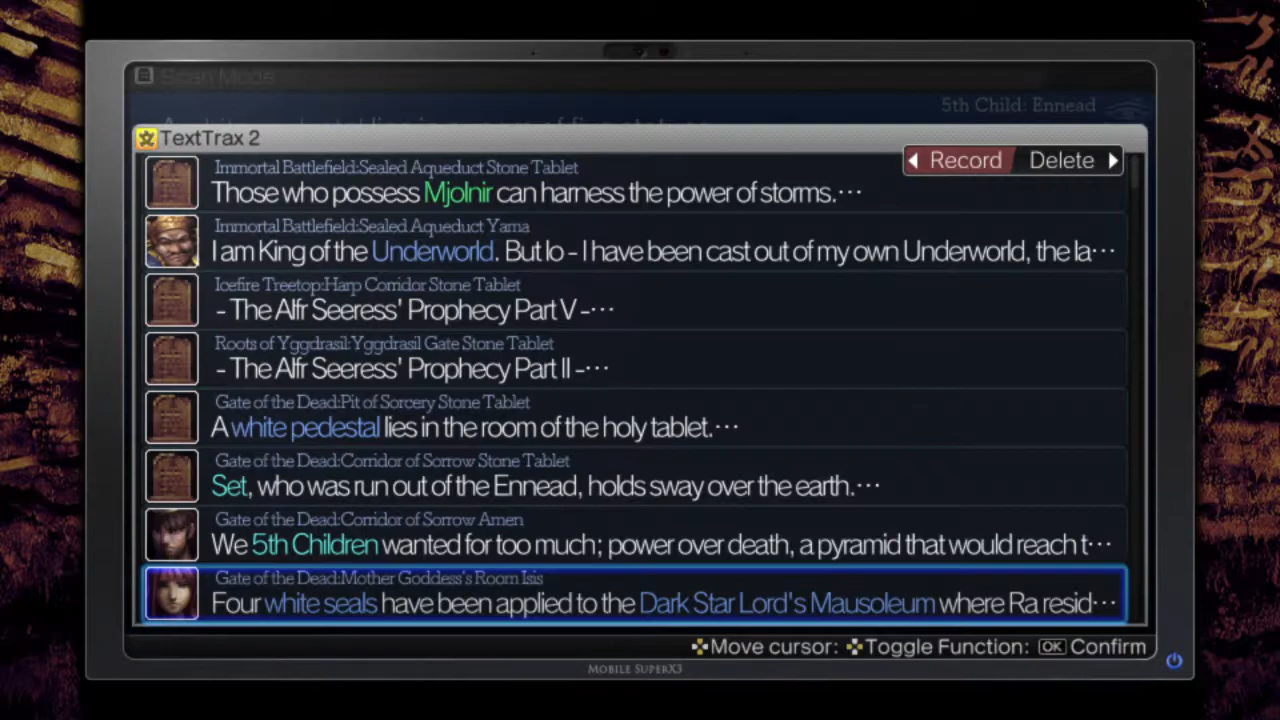 Scan Mode
5th Child: Ennead
TextTrax 2
Record Delete
Immortal Battlefield:Sealed Aqueduct Stone Tablet
Those who possess Mjolnir can harness the power of storms.···
Immortal Battlefield:Sealed Aqueduct Yama
I am King of the Underworld. But lo - I have been cast out of my own Underworld, the la···
Icefire Treetop:Harp Corridor Stone Tablet
- The Alfr Seeress' Prophecy Part V -···
Roots of Yggdrasil:Yggdrasil Gate Stone Tablet
- The Alfr Seeress' Prophecy Part II -···
Gate of the Dead:Pit of Sorcery Stone Tablet
A white pedestal lies in the room of the holy tablet.···
Gate of the Dead:Corridor of Sorrow Stone Tablet
Set, who was run out of the Ennead, holds sway over the earth.···
Gate of the Dead:Corridor of Sorrow Amen
We 5th Children wanted for too much; power over death, a pyramid that would reach t···
Gate of the Dead:Mother Goddess's Room Isis
Four white seals have been applied to the Dark Star Lord's Mausoleum where Ra resid···
Move cursor: Toggle Function: OK Confirm
MOBILE SUPERX3